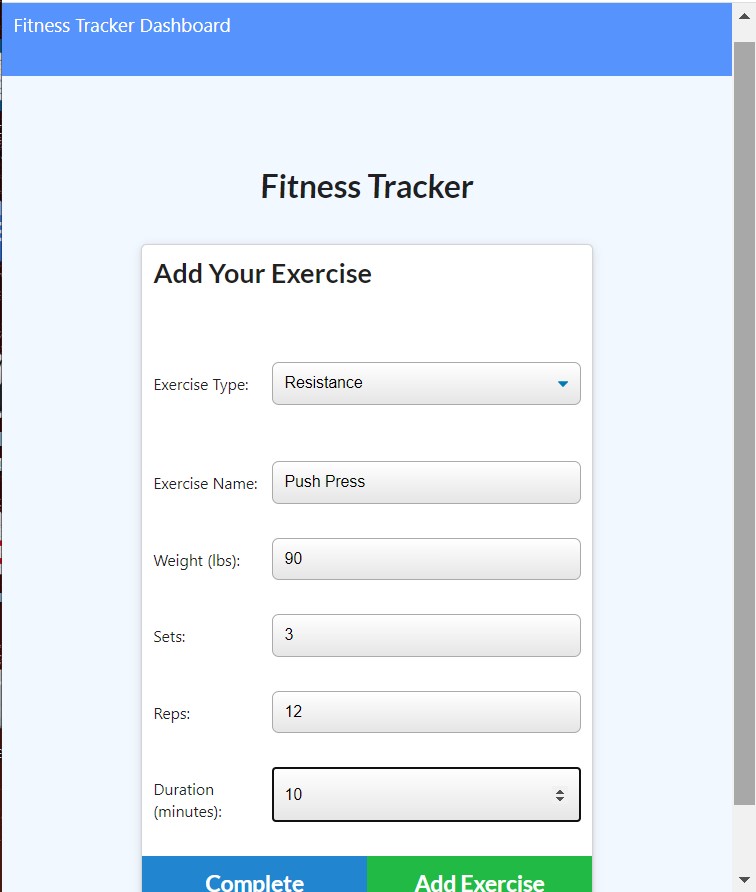 Fitness Tracker Dashboard
Fitness Tracker
Add Your Exercise
Exercise Type: Resistance
Exercise Name: Push Press
Weight (lbs): 90
Sets: 3
Reps: 12
Duration (minutes): 10
Complete Add Exercise